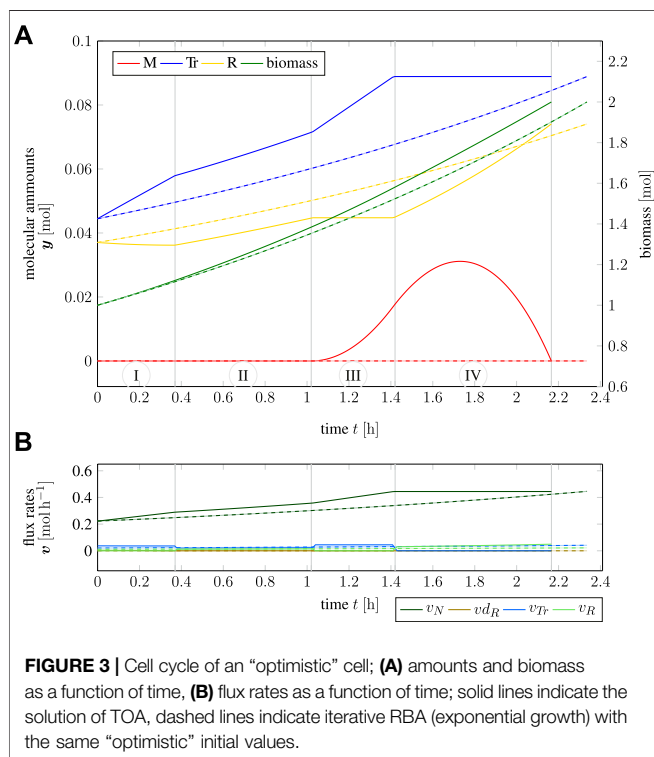 A
M Tr R biomass
molecular ammounts
y [mol]
0.1
0.08
0.06
0.04
0.02
0
biomass [mol]
2.2
2
1.8
1.6
1.4
1.2
1
0.8
0.6
I II III IV
0 0.2 0.4 0.6 0.8 1 1.2 1.4 1.6 1.8 2 2.2 2.4
time t [h]
B
flux rates
v [mol h⁻¹]
0.6
0.4
0.2
0
0 0.2 0.4 0.6 0.8 1 1.2 1.4 1.6 1.8 2 2.2 2.4
time t [h]
v_N vd_R v_Tr v_R
FIGURE 3 | Cell cycle of an “optimistic” cell; (A) amounts and biomass
as a function of time, (B) flux rates as a function of time; solid lines indicate the
solution of TOA, dashed lines indicate iterative RBA (exponential growth) with
the same “optimistic” initial values.